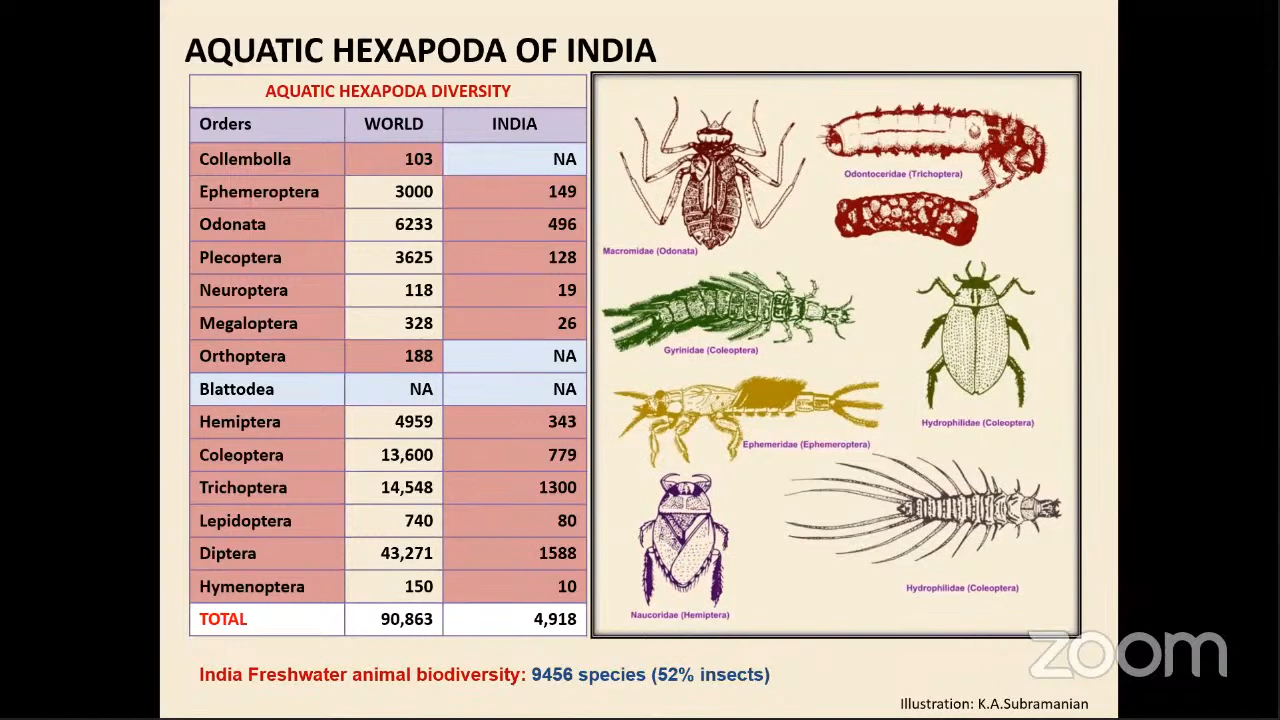 AQUATIC HEXAPODA OF INDIA
AQUATIC HEXAPODA DIVERSITY
Orders WORLD INDIA
Collembolla 103 NA
Ephemeroptera 3000 149
Odonata 6233 496
Plecoptera 3625 128
Neuroptera 118 19
Megaloptera 328 26
Orthoptera 188 NA
Blattodea NA NA
Hemiptera 4959 343
Coleoptera 13,600 779
Trichoptera 14,548 1300
Lepidoptera 740 80
Diptera 43,271 1588
Hymenoptera 150 10
TOTAL 90,863 4,918
Odontoceridae (Trichoptera)
Macromidae (Odonata)
Gyrinidae (Coleoptera)
Hydrophilidae (Coleoptera)
Ephemeridae (Ephemeroptera)
Hydrophilidae (Coleoptera)
Naucoridae (Hemiptera)
India Freshwater animal biodiversity: 9456 species (52% insects)
Illustration: K.A.Subramanian
zoom